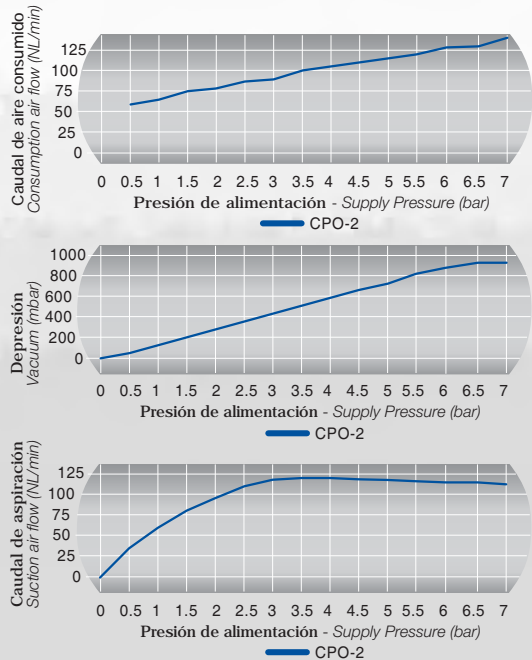 Caudal de aire consumido
Consumption air flow (NL/min)
125
100
75
50
25
0
0 0.5 1 1.5 2 2.5 3 3.5 4 4.5 5 5.5 6 6.5 7
Presión de alimentación - Supply Pressure (bar)
CPO-2
Depresión
Vacuum (mbar)
1000
800
600
400
200
0
0 0.5 1 1.5 2 2.5 3 3.5 4 4.5 5 5.5 6 6.5 7
Presión de alimentación - Supply Pressure (bar)
CPO-2
Caudal de aspiración
Suction air flow (NL/min)
125
100
75
50
25
0
0 0.5 1 1.5 2 2.5 3 3.5 4 4.5 5 5.5 6 6.5 7
Presión de alimentación - Supply Pressure (bar)
CPO-2